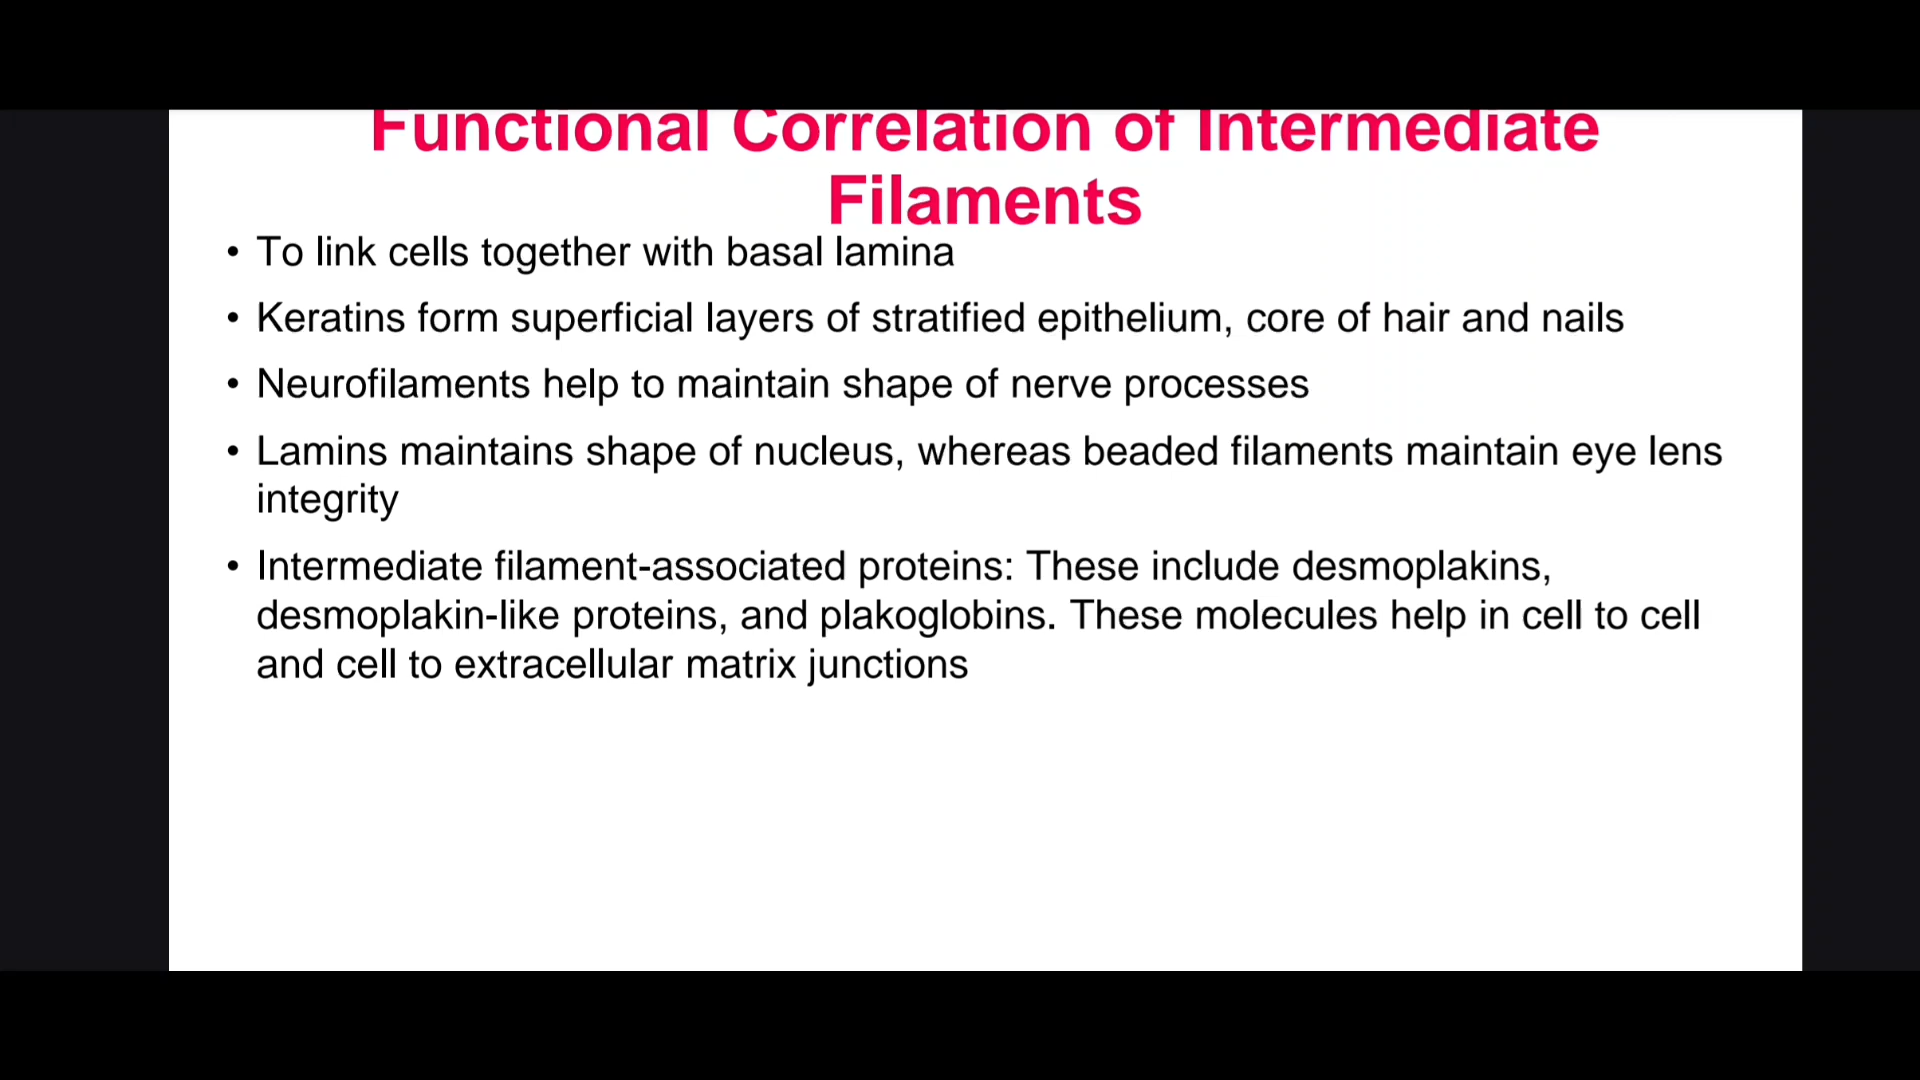 Functional Correlation of Intermediate
Filaments
• To link cells together with basal lamina
• Keratins form superficial layers of stratified epithelium, core of hair and nails
• Neurofilaments help to maintain shape of nerve processes
• Lamins maintains shape of nucleus, whereas beaded filaments maintain eye lens
integrity
• Intermediate filament-associated proteins: These include desmoplakins,
desmoplakin-like proteins, and plakoglobins. These molecules help in cell to cell
and cell to extracellular matrix junctions